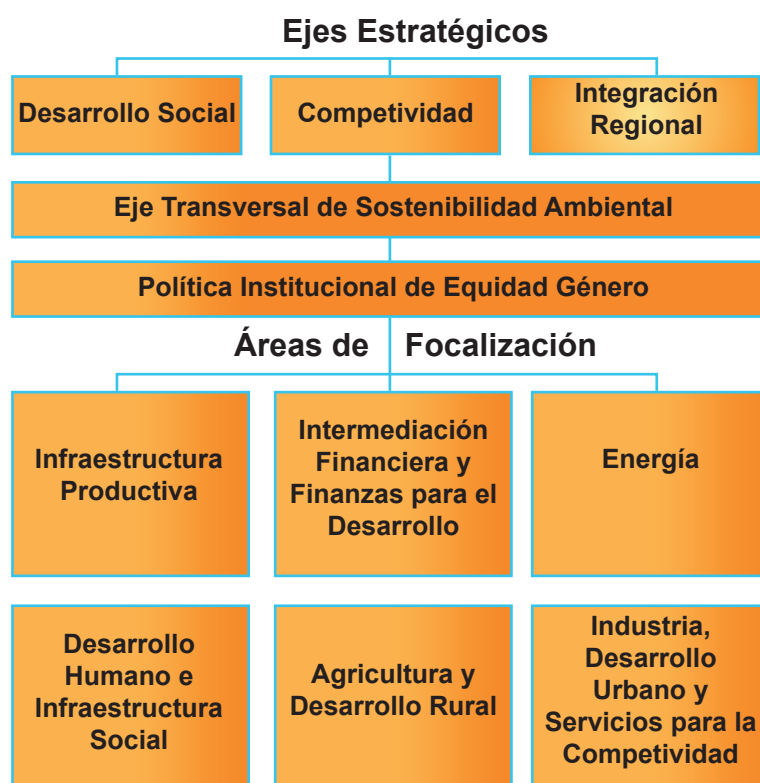 Ejes Estratégicos
Desarrollo Social
Competividad
Integración
Regional
Eje Transversal de Sostenibilidad Ambiental
Política Institucional de Equidad Género
Áreas de Focalización
Infraestructura
Productiva
Intermediación
Financiera y
Finanzas para el
Desarrollo
Energía
Desarrollo
Humano e
Infraestructura
Social
Agricultura y
Desarrollo Rural
Industria,
Desarrollo
Urbano y
Servicios para la
Competividad